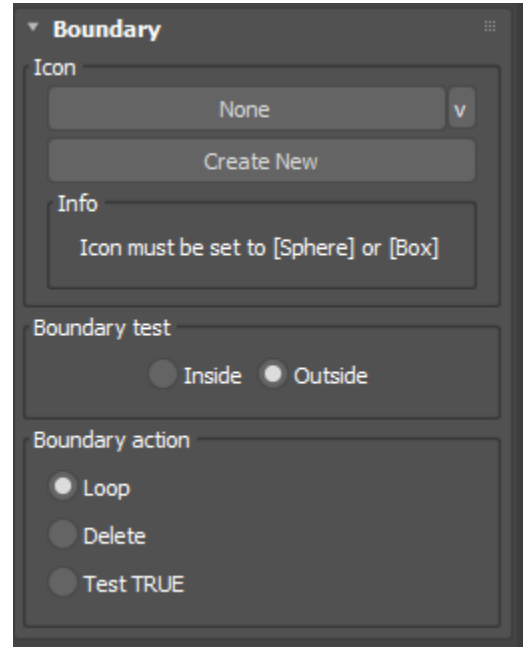 Boundary
Icon
None
v
Create New
Info
Icon must be set to [Sphere] or [Box]
Boundary test
Inside Outside
Boundary action
Loop
Delete
Test TRUE